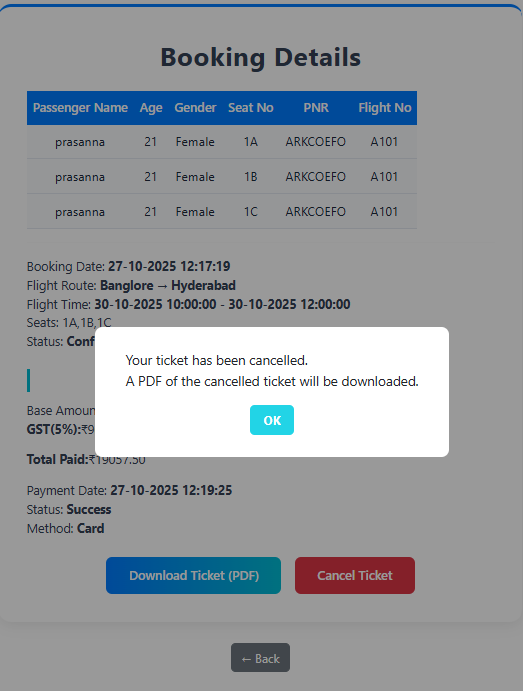 Booking Details
Passenger Name Age Gender Seat No PNR Flight No
prasanna 21 Female 1A ARKCOEFO A101
prasanna 21 Female 1B ARKCOEFO A101
prasanna 21 Female 1C ARKCOEFO A101
Booking Date: 27-10-2025 12:17:19
Flight Route: Banglore → Hyderabad
Flight Time: 30-10-2025 10:00:00 - 30-10-2025 12:00:00
Seats: 1A,1B,1C
Status:
Your ticket has been cancelled.
A PDF of the cancelled ticket will be downloaded.
OK
Base
GST(5%):₹9
Total Paid:₹19057.50
Payment Date: 27-10-2025 12:19:25
Status: Success
Method: Card
Download Ticket (PDF) Cancel Ticket
← Back